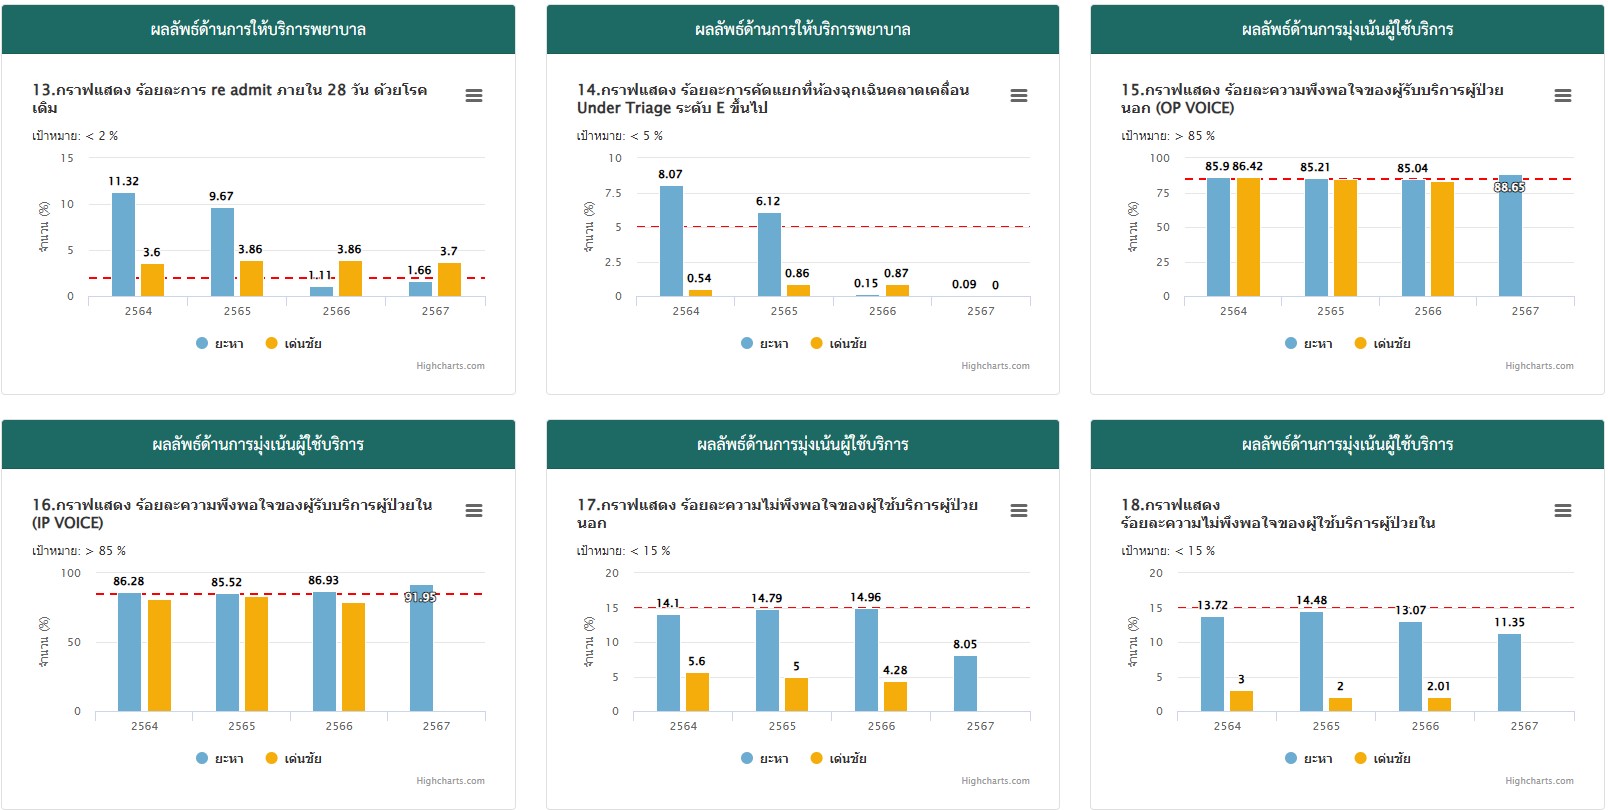 ผลลัพธ์ด้านการให้บริการพยาบาล
13.กราฟแสดง ร้อยละการ re admit ภายใน 28 วัน ด้วยโรค
เดิม
เป้าหมาย: < 2 %
จำนวน (%)
15
10
5
0
11.32
3.6
9.67
3.86
1.11
3.86
1.66
3.7
2564
2565
2566
2567
ยะหา
เด่นชัย
Highcharts.com
ผลลัพธ์ด้านการให้บริการพยาบาล
14.กราฟแสดง ร้อยละการคัดแยกที่ห้องฉุกเฉินคลาดเคลื่อน
Under Triage ระดับ E ขึ้นไป
เป้าหมาย: < 5 %
จำนวน (%)
10
7.5
5
2.5
0
8.07
0.54
6.12
0.86
0.15
0.87
0.09
0
2564
2565
2566
2567
ยะหา
เด่นชัย
Highcharts.com
ผลลัพธ์ด้านการมุ่งเน้นผู้ใช้บริการ
15.กราฟแสดง ร้อยละความพึงพอใจของผู้รับบริการผู้ป่วย
นอก (OP VOICE)
เป้าหมาย: > 85 %
จำนวน (%)
100
75
50
25
0
85.9
86.42
85.21
85.04
88.65
2564
2565
2566
2567
ยะหา
เด่นชัย
Highcharts.com
ผลลัพธ์ด้านการมุ่งเน้นผู้ใช้บริการ
16.กราฟแสดง ร้อยละความพึงพอใจของผู้รับบริการผู้ป่วยใน
(IP VOICE)
เป้าหมาย: > 85 %
จำนวน (%)
100
50
0
86.28
85.52
86.93
91.95
2564
2565
2566
2567
ยะหา
เด่นชัย
Highcharts.com
ผลลัพธ์ด้านการมุ่งเน้นผู้ใช้บริการ
17.กราฟแสดง ร้อยละความไม่พึงพอใจของผู้ใช้บริการผู้ป่วย
นอก
เป้าหมาย: < 15 %
จำนวน (%)
20
15
10
5
0
14.1
5.6
14.79
5
14.96
4.28
8.05
2564
2565
2566
2567
ยะหา
เด่นชัย
Highcharts.com
ผลลัพธ์ด้านการมุ่งเน้นผู้ใช้บริการ
18.กราฟแสดง
ร้อยละความไม่พึงพอใจของผู้ใช้บริการผู้ป่วยใน
เป้าหมาย: < 15 %
จำนวน (%)
20
15
10
5
0
13.72
3
14.48
2
13.07
2.01
11.35
2564
2565
2566
2567
ยะหา
เด่นชัย
Highcharts.com